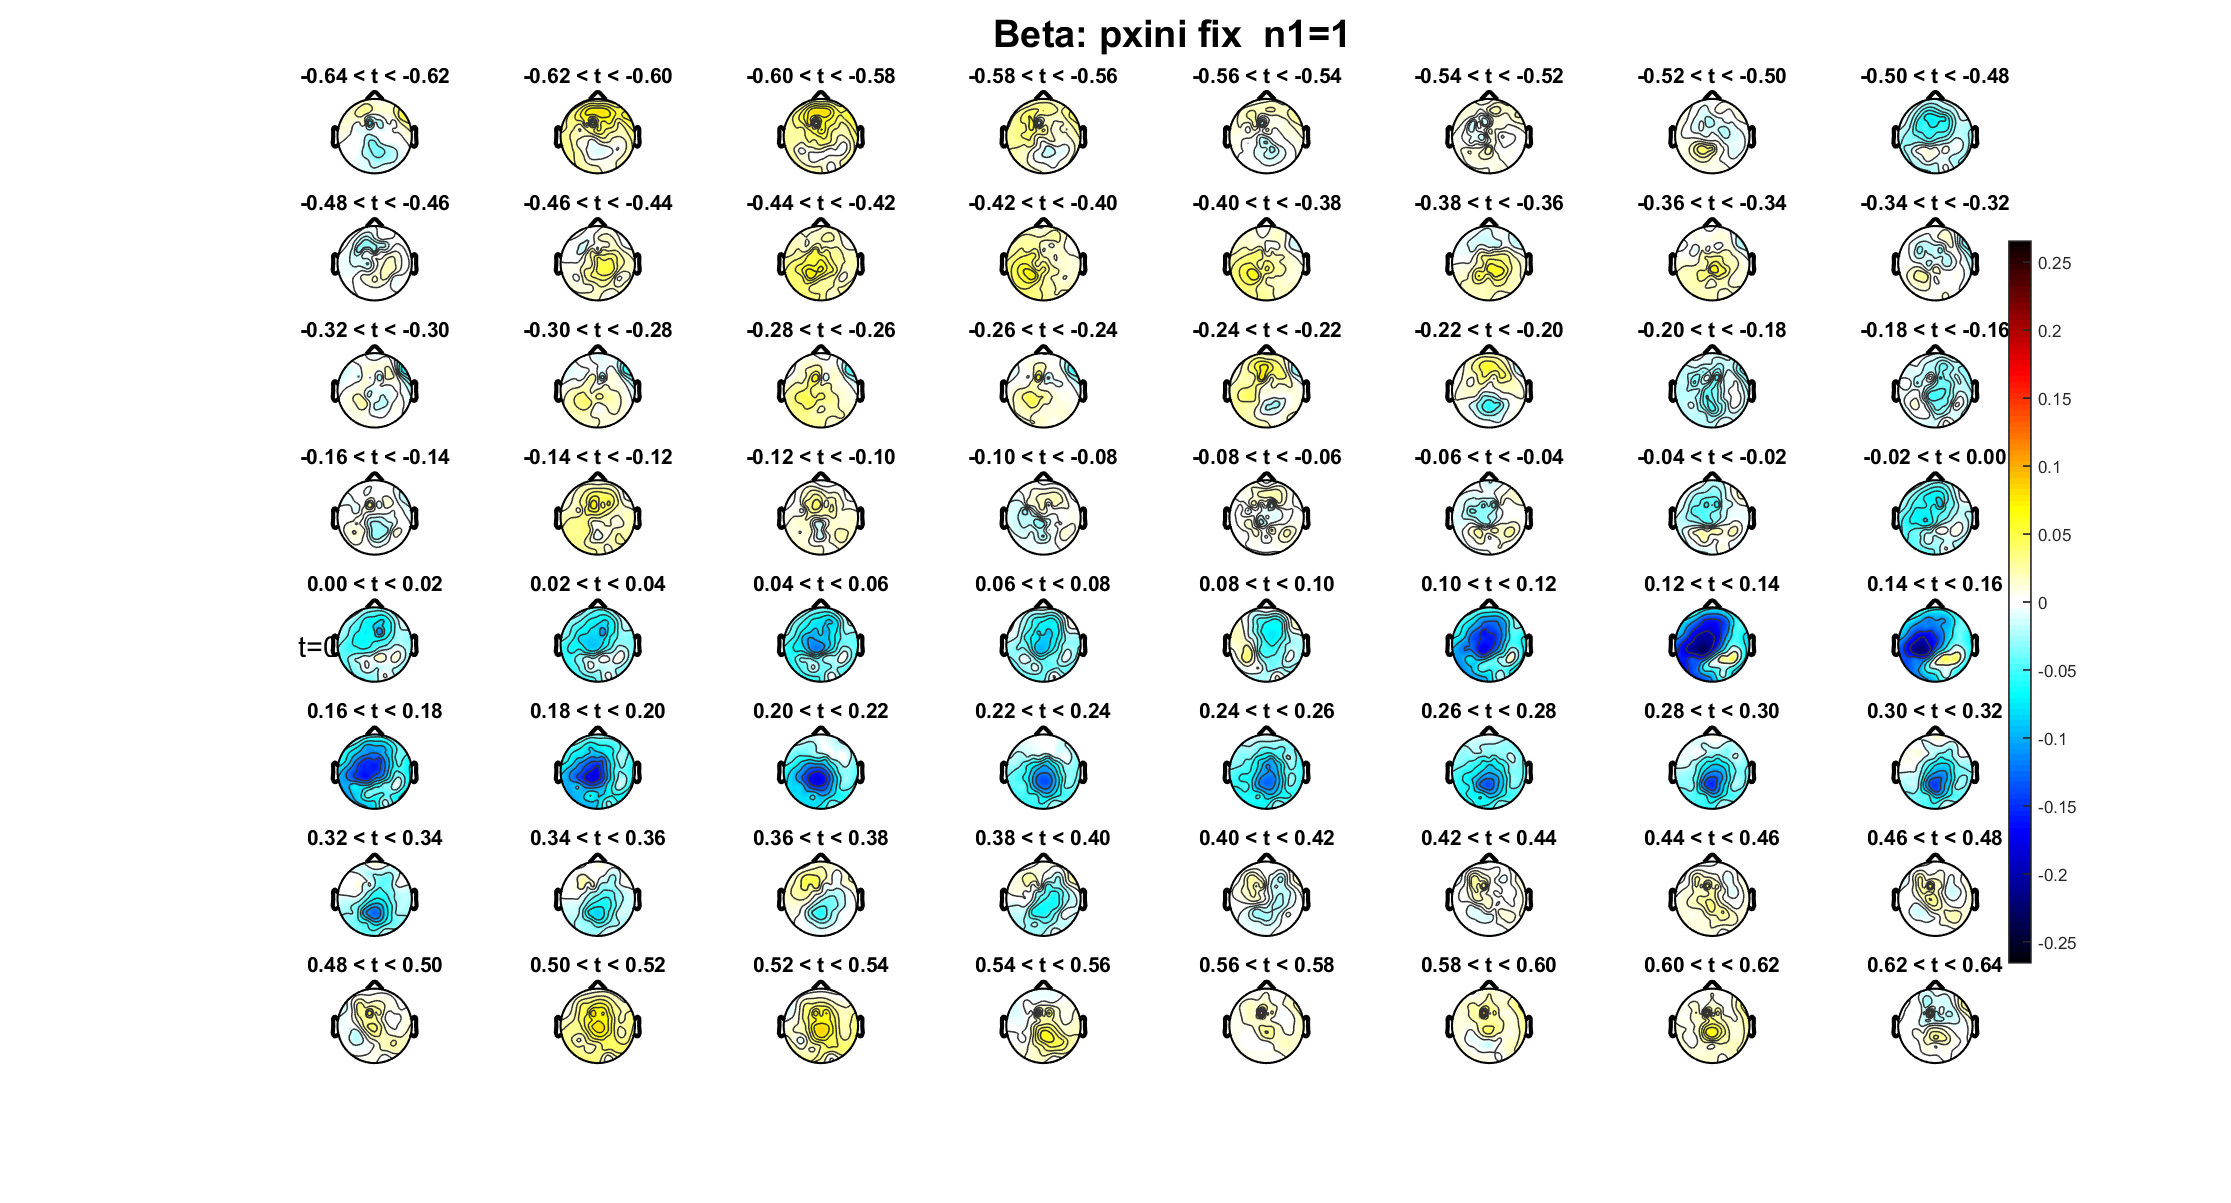 Beta: pxini fix  n1=1
-0.64 < t < -0.62 -0.62 < t < -0.60 -0.60 < t < -0.58 -0.58 < t < -0.56 -0.56 < t < -0.54 -0.54 < t < -0.52 -0.52 < t < -0.50 -0.50 < t < -0.48
-0.48 < t < -0.46 -0.46 < t < -0.44 -0.44 < t < -0.42 -0.42 < t < -0.40 -0.40 < t < -0.38 -0.38 < t < -0.36 -0.36 < t < -0.34 -0.34 < t < -0.32
-0.32 < t < -0.30 -0.30 < t < -0.28 -0.28 < t < -0.26 -0.26 < t < -0.24 -0.24 < t < -0.22 -0.22 < t < -0.20 -0.20 < t < -0.18 -0.18 < t < -0.16
-0.16 < t < -0.14 -0.14 < t < -0.12 -0.12 < t < -0.10 -0.10 < t < -0.08 -0.08 < t < -0.06 -0.06 < t < -0.04 -0.04 < t < -0.02 -0.02 < t < 0.00
0.00 < t < 0.02 0.02 < t < 0.04 0.04 < t < 0.06 0.06 < t < 0.08 0.08 < t < 0.10 0.10 < t < 0.12 0.12 < t < 0.14 0.14 < t < 0.16
t=0
0.16 < t < 0.18 0.18 < t < 0.20 0.20 < t < 0.22 0.22 < t < 0.24 0.24 < t < 0.26 0.26 < t < 0.28 0.28 < t < 0.30 0.30 < t < 0.32
0.32 < t < 0.34 0.34 < t < 0.36 0.36 < t < 0.38 0.38 < t < 0.40 0.40 < t < 0.42 0.42 < t < 0.44 0.44 < t < 0.46 0.46 < t < 0.48
0.48 < t < 0.50 0.50 < t < 0.52 0.52 < t < 0.54 0.54 < t < 0.56 0.56 < t < 0.58 0.58 < t < 0.60 0.60 < t < 0.62 0.62 < t < 0.64
0.25
0.2
0.15
0.1
0.05
0
-0.05
-0.1
-0.15
-0.2
-0.25